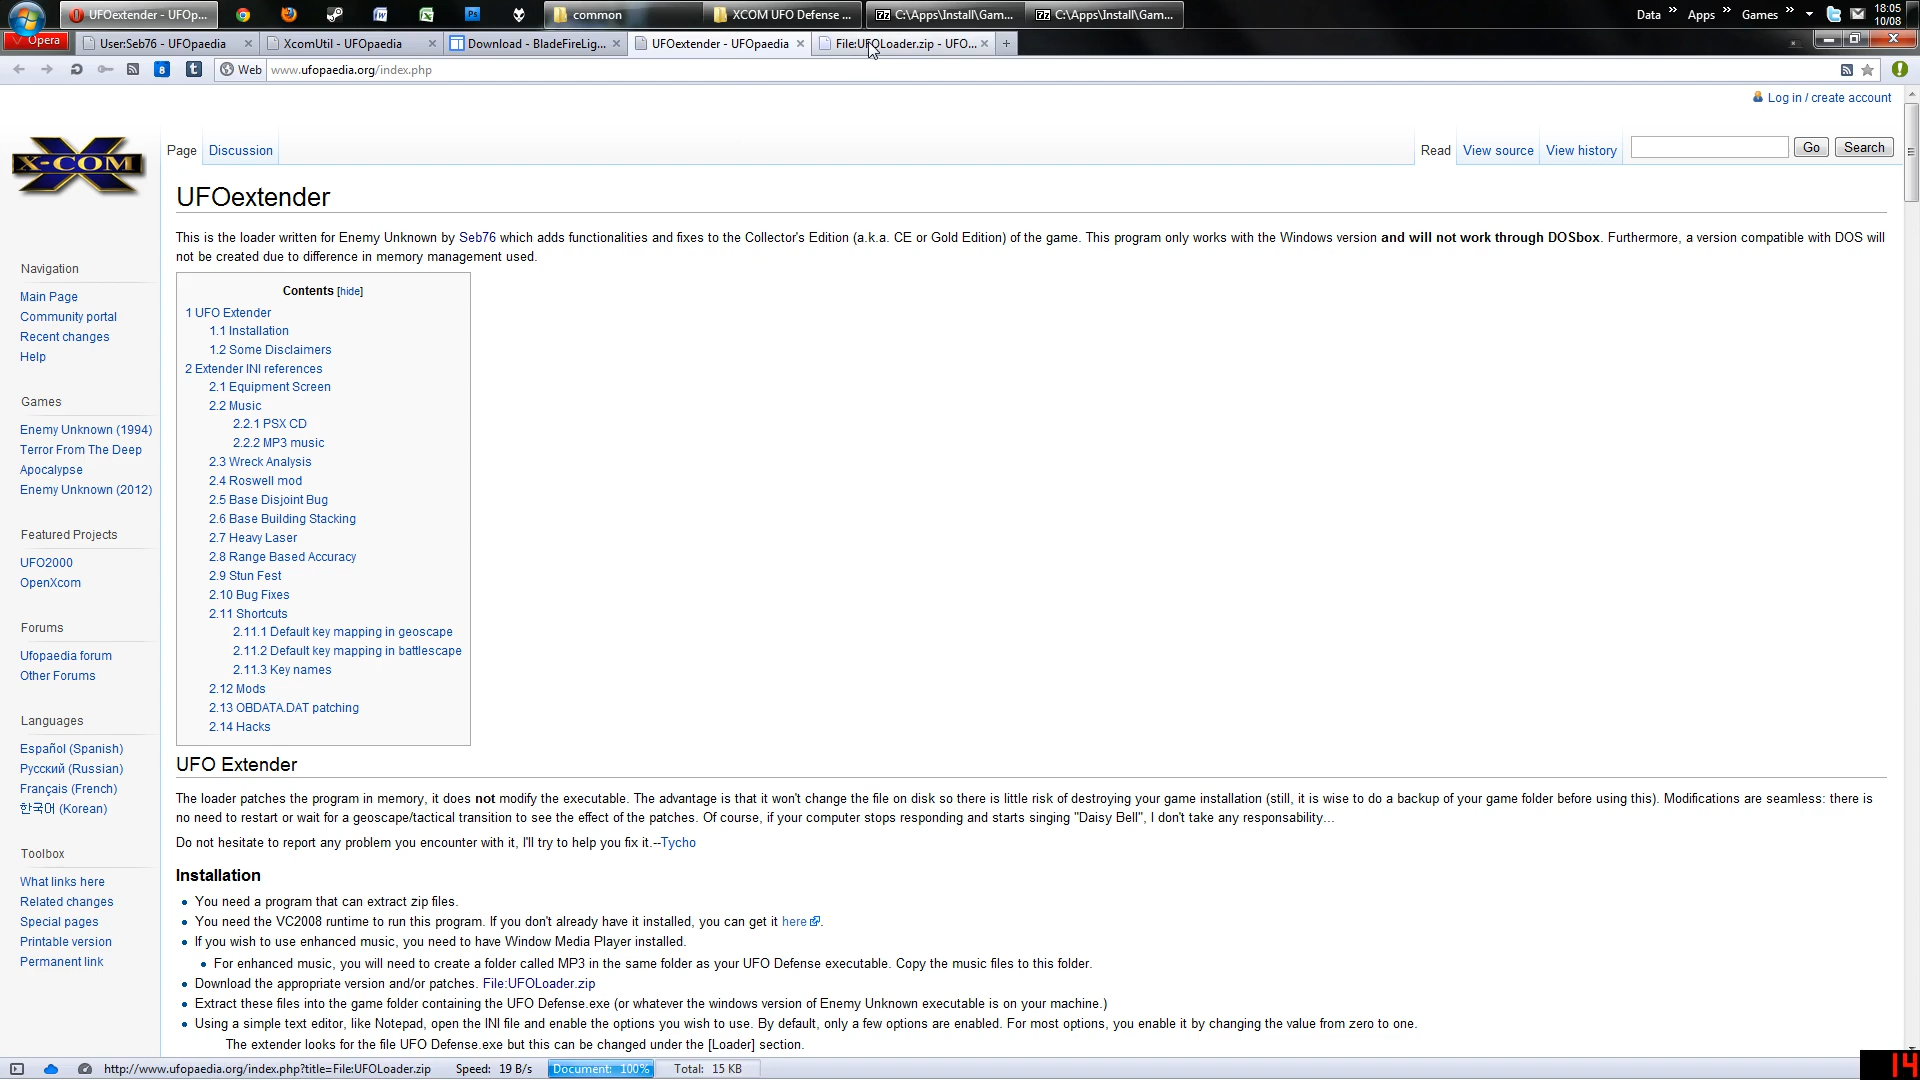 UFOextender - UFOp...
common
XCOM UFO Defense ...
C:\Apps\Install\Gam...
C:\Apps\Install\Gam...
Data »
Apps »
Games »
18:05
10/08
Opera
User:Seb76 - UFOpaedia
XcomUtil - UFOpaedia
Download - BladeFireLig...
UFOextender - UFOpaedia
File:UFOLoader.zip - UFO...
Web
www.ufopaedia.org/index.php
Log in / create account
X-COM
Page
Discussion
Read
View source
View history
Go
Search
UFOextender
This is the loader written for Enemy Unknown by Seb76 which adds functionalities and fixes to the Collector's Edition (a.k.a. CE or Gold Edition) of the game. This program only works with the Windows version and will not work through DOSbox. Furthermore, a version compatible with DOS will
not be created due to difference in memory management used.
Contents [hide]
1 UFO Extender
1.1 Installation
1.2 Some Disclaimers
2 Extender INI references
2.1 Equipment Screen
2.2 Music
2.2.1 PSX CD
2.2.2 MP3 music
2.3 Wreck Analysis
2.4 Roswell mod
2.5 Base Disjoint Bug
2.6 Base Building Stacking
2.7 Heavy Laser
2.8 Range Based Accuracy
2.9 Stun Fest
2.10 Bug Fixes
2.11 Shortcuts
2.11.1 Default key mapping in geoscape
2.11.2 Default key mapping in battlescape
2.11.3 Key names
2.12 Mods
2.13 OBDATA.DAT patching
2.14 Hacks
Navigation
Main Page
Community portal
Recent changes
Help
Games
Enemy Unknown (1994)
Terror From The Deep
Apocalypse
Enemy Unknown (2012)
Featured Projects
UFO2000
OpenXcom
Forums
Ufopaedia forum
Other Forums
Languages
Español (Spanish)
Русский (Russian)
Français (French)
한국어 (Korean)
Toolbox
What links here
Related changes
Special pages
Printable version
Permanent link
UFO Extender
The loader patches the program in memory, it does not modify the executable. The advantage is that it won't change the file on disk so there is little risk of destroying your game installation (still, it is wise to do a backup of your game folder before using this). Modifications are seamless: there is
no need to restart or wait for a geoscape/tactical transition to see the effect of the patches. Of course, if your computer stops responding and starts singing "Daisy Bell", I don't take any responsability...
Do not hesitate to report any problem you encounter with it, I'll try to help you fix it.--Tycho
Installation
You need a program that can extract zip files.
You need the VC2008 runtime to run this program. If you don't already have it installed, you can get it here.
If you wish to use enhanced music, you need to have Window Media Player installed.
For enhanced music, you will need to create a folder called MP3 in the same folder as your UFO Defense executable. Copy the music files to this folder.
Download the appropriate version and/or patches. File:UFOLoader.zip
Extract these files into the game folder containing the UFO Defense.exe (or whatever the windows version of Enemy Unknown executable is on your machine.)
Using a simple text editor, like Notepad, open the INI file and enable the options you wish to use. By default, only a few options are enabled. For most options, you enable it by changing the value from zero to one.
The extender looks for the file UFO Defense.exe but this can be changed under the [Loader] section.
http://www.ufopaedia.org/index.php?title=File:UFOLoader.zip
Speed: 19 B/s
Document: 100%
Total: 15 KB
14